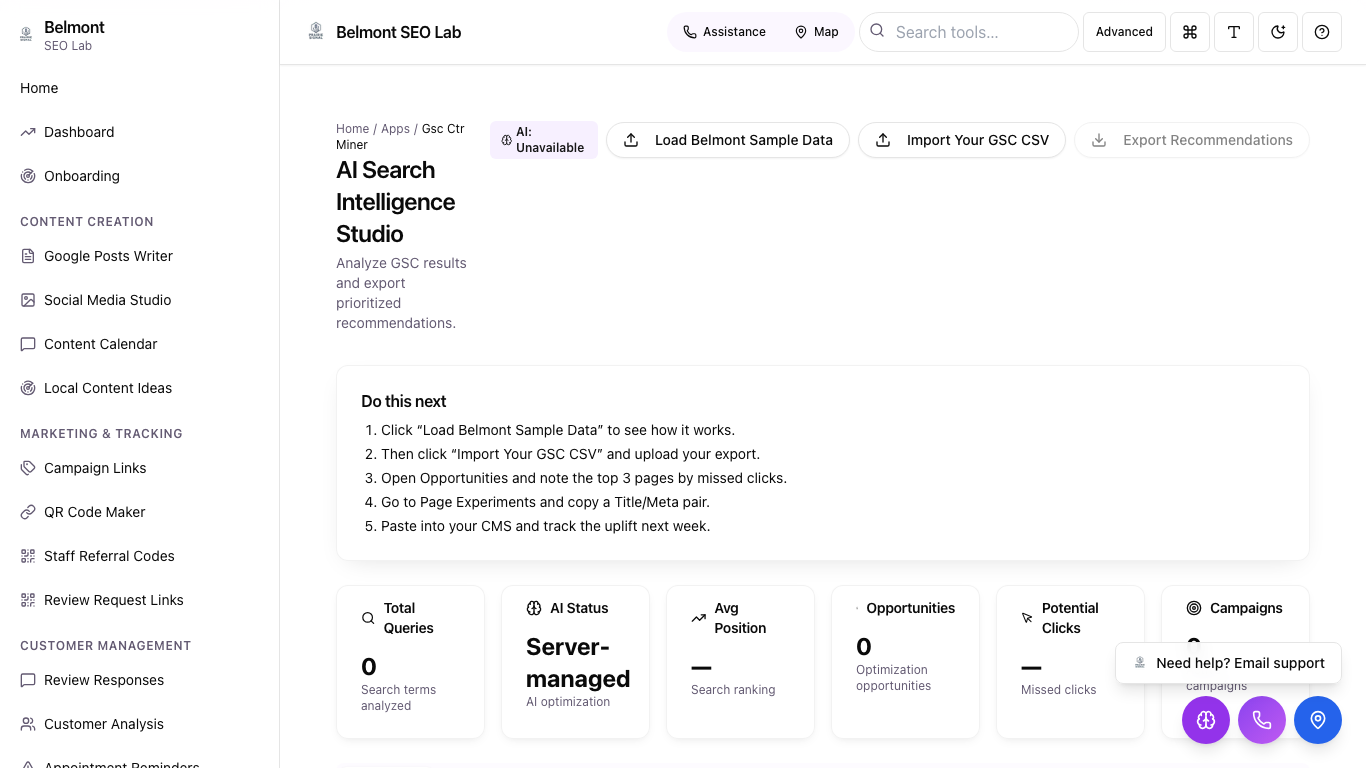 Belmont
SEO Lab
Home
Dashboard
Onboarding
CONTENT CREATION
Google Posts Writer
Social Media Studio
Content Calendar
Local Content Ideas
MARKETING & TRACKING
Campaign Links
QR Code Maker
Staff Referral Codes
Review Request Links
CUSTOMER MANAGEMENT
Review Responses
Customer Analysis
Appointment Reminders
Belmont SEO Lab
Assistance
Map
Search tools...
Advanced
Home / Apps / Gsc Ctr
Miner
AI Search
Intelligence
Studio
Analyze GSC results
and export
prioritized
recommendations.
AI:
Unavailable
Load Belmont Sample Data
Import Your GSC CSV
Export Recommendations
Do this next
1. Click “Load Belmont Sample Data” to see how it works.
2. Then click “Import Your GSC CSV” and upload your export.
3. Open Opportunities and note the top 3 pages by missed clicks.
4. Go to Page Experiments and copy a Title/Meta pair.
5. Paste into your CMS and track the uplift next week.
Total
Queries
0
Search terms
analyzed
AI Status
Server-
managed
AI optimization
Avg
Position
—
Search ranking
Opportunities
0
Optimization
opportunities
Potential
Clicks
—
Missed clicks
Campaigns
campaigns
Need help? Email support